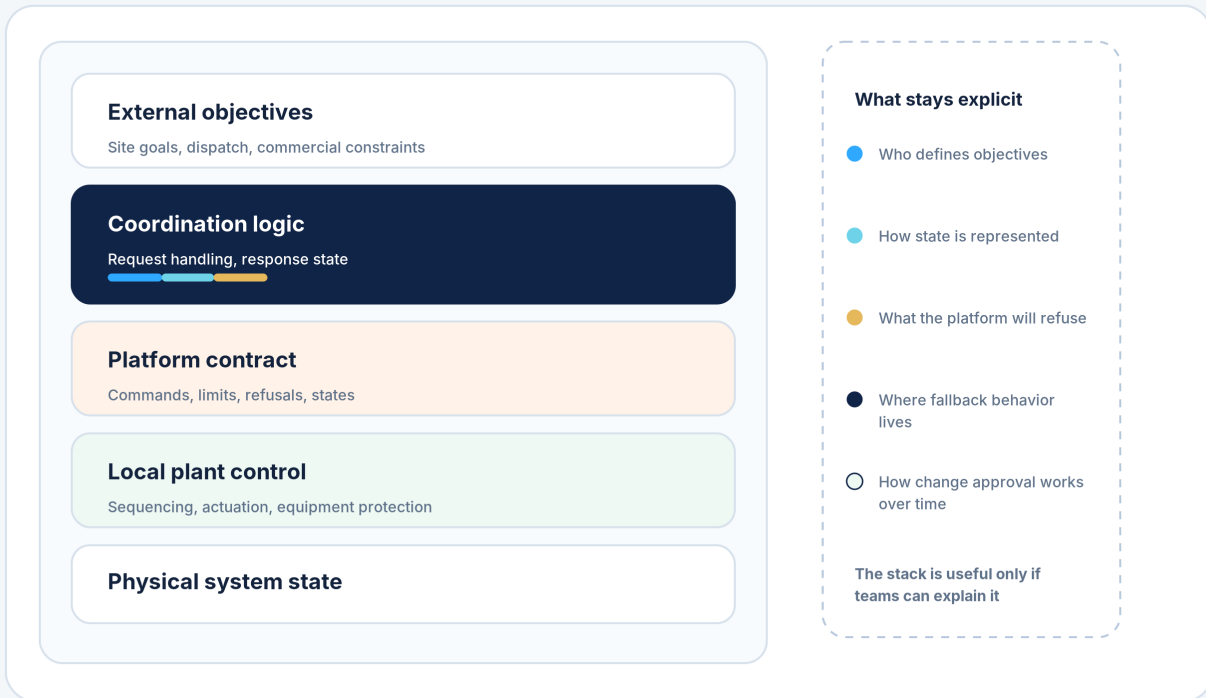 External objectives
Site goals, dispatch, commercial constraints
Coordination logic
Request handling, response state
Platform contract
Commands, limits, refusals, states
Local plant control
Sequencing, actuation, equipment protection
Physical system state
What stays explicit
Who defines objectives
How state is represented
What the platform will refuse
Where fallback behavior
lives
How change approval works
over time
The stack is useful only if
teams can explain it